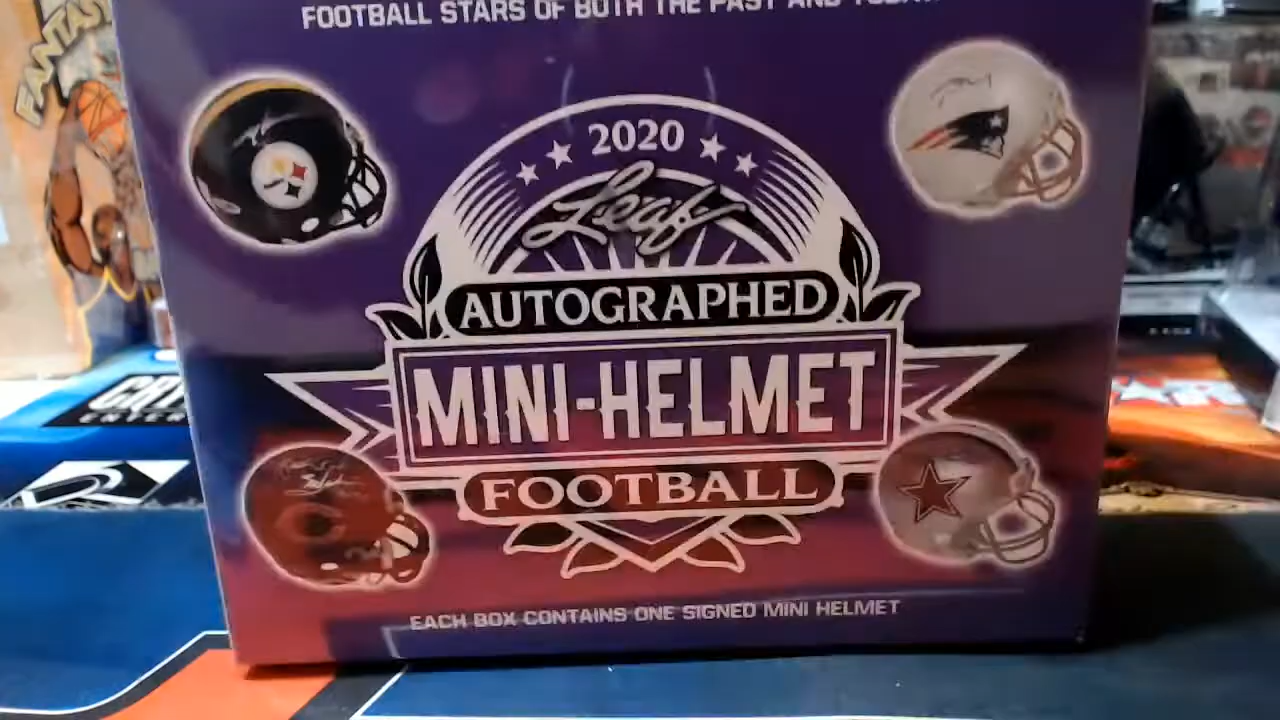 FOOTBALL STARS OF BOTH THE PAST AND TODAY
2020
Leaf
AUTOGRAPHED
MINI-HELMET
FOOTBALL
EACH BOX CONTAINS ONE SIGNED MINI HELMET